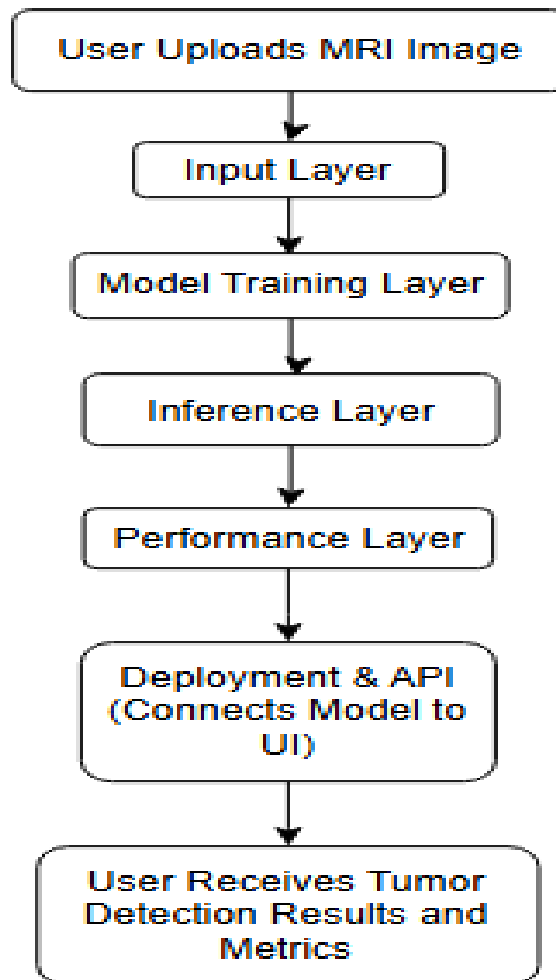 User Uploads MRI Image
Input Layer
Model Training Layer
Inference Layer
Performance Layer
Deployment & API
(Connects Model to
UI)
User Receives Tumor
Detection Results and
Metrics